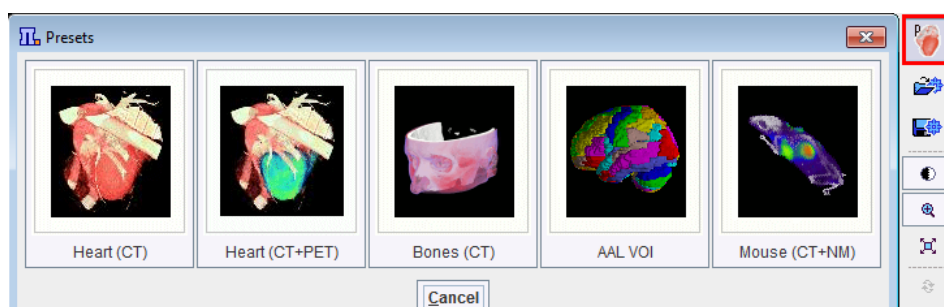 Presets
P
Heart (CT)
Heart (CT+PET)
Bones (CT)
AAL VOI
Mouse (CT+NM)
Cancel